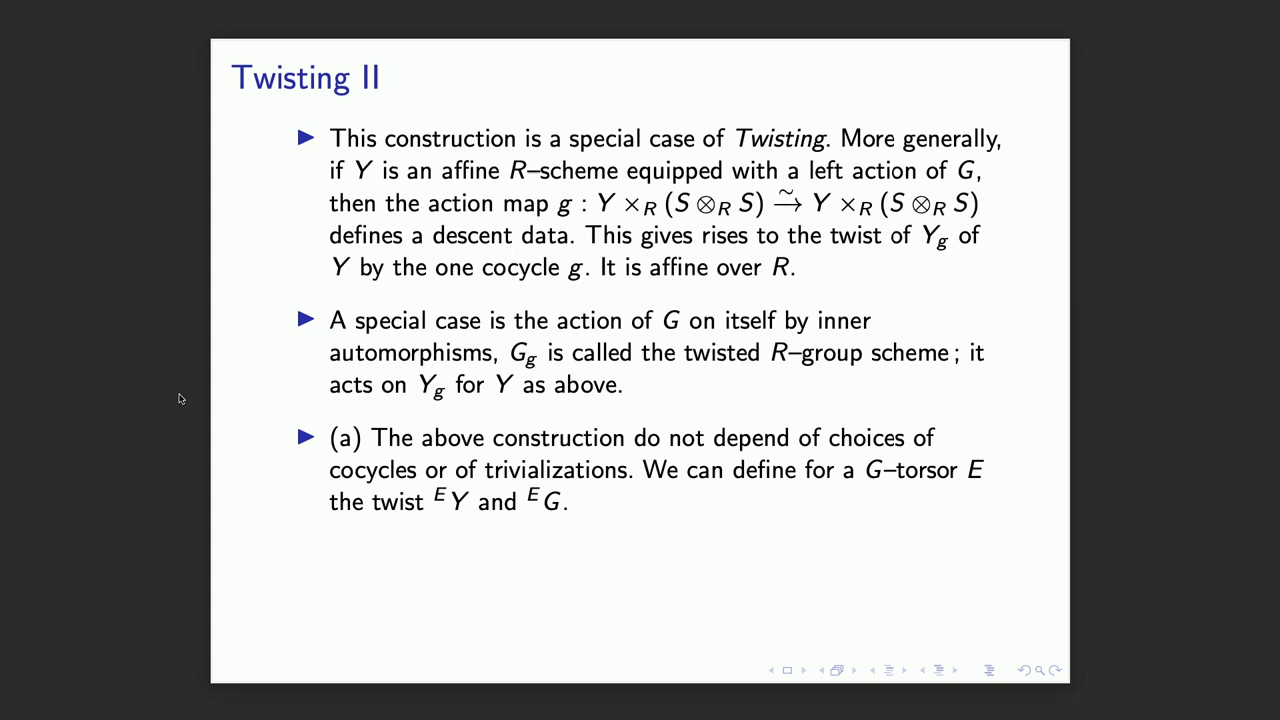 Twisting II
▶ This construction is a special case of Twisting. More generally,
if Y is an affine R–scheme equipped with a left action of G,
then the action map g : Y ×_R (S ⊗_R S) ⥲ Y ×_R (S ⊗_R S)
defines a descent data. This gives rises to the twist of Y_g of
Y by the one cocycle g. It is affine over R.
▶ A special case is the action of G on itself by inner
automorphisms, G_g is called the twisted R–group scheme ; it
acts on Y_g for Y as above.
▶ (a) The above construction do not depend of choices of
cocycles or of trivializations. We can define for a G–torsor E
the twist ^E Y and ^E G.